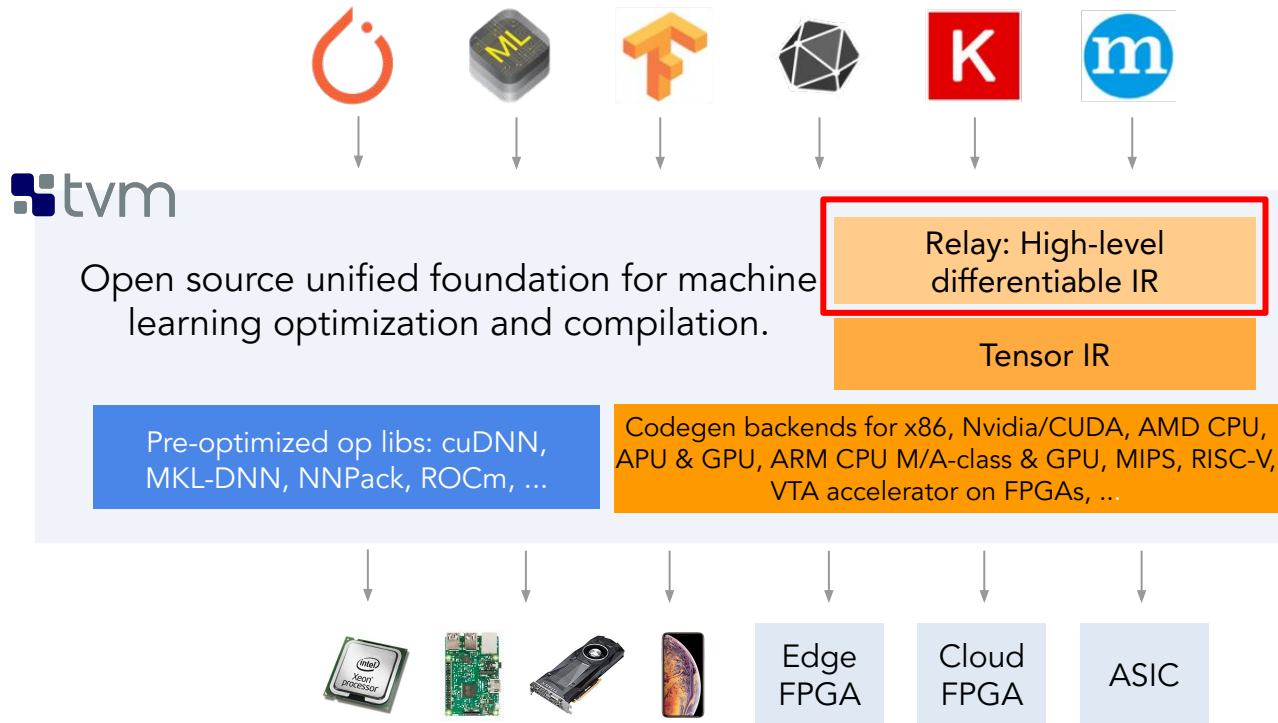 ML
K
m
tvm
Open source unified foundation for machine
learning optimization and compilation.
Relay: High-level
differentiable IR
Tensor IR
Pre-optimized op libs: cuDNN,
MKL-DNN, NNPack, ROCm, ...
Codegen backends for x86, Nvidia/CUDA, AMD CPU,
APU & GPU, ARM CPU M/A-class & GPU, MIPS, RISC-V,
VTA accelerator on FPGAs, ...
intel
Xeon
processor
Edge
FPGA
Cloud
FPGA
ASIC